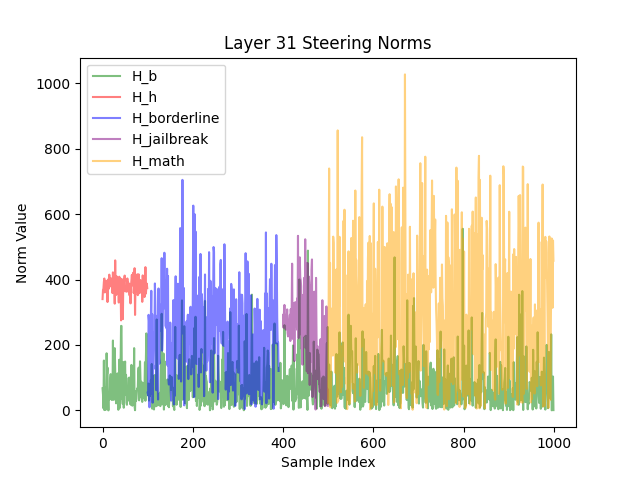 Layer 31 Steering Norms
H_b
H_h
H_borderline
H_jailbreak
H_math
1000
800
600
400
200
0
Norm Value
0 200 400 600 800 1000
Sample Index